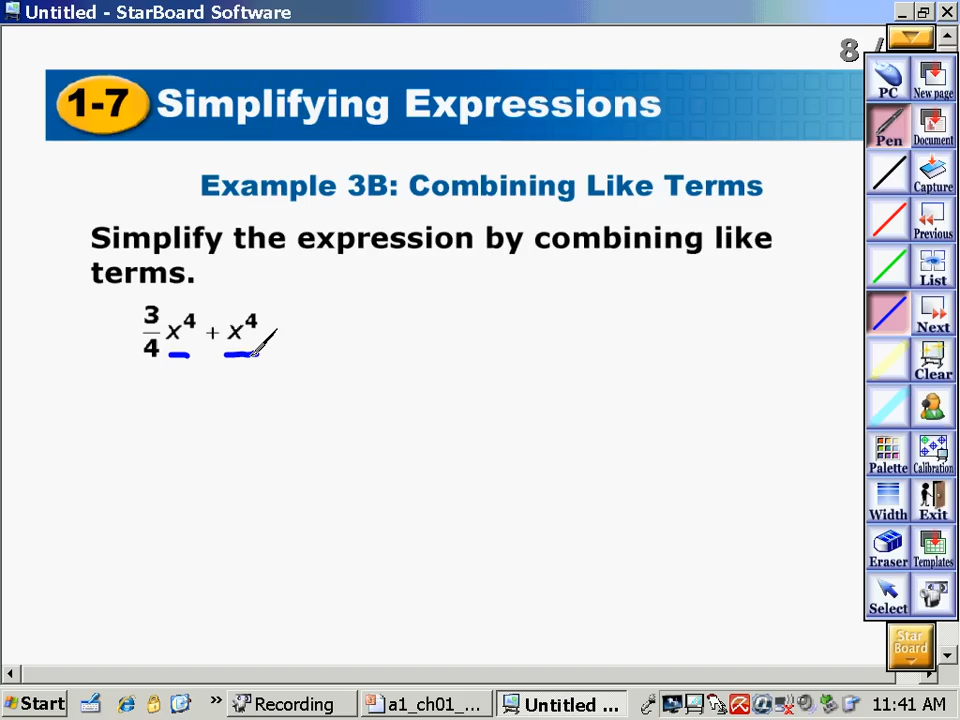 Untitled - StarBoard Software
8 /
1-7 Simplifying Expressions
Example 3B: Combining Like Terms
Simplify the expression by combining like
terms.
3/4 x⁴ + x⁴
PC New page
Pen Document
Capture
Previous
List
Next
Clear
Palette Calibration
Width Exit
Eraser Templates
Select
Star
Board
Start » Recording a1_ch01_... Untitled ... 11:41 AM